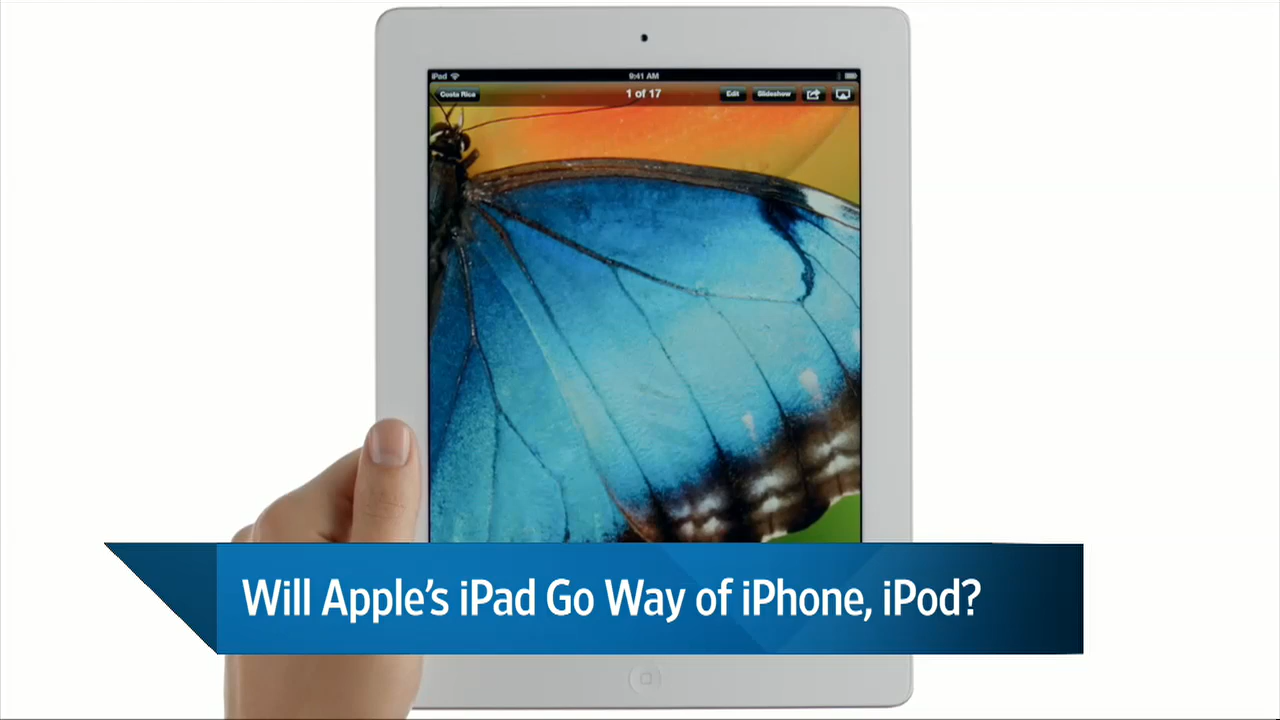 iPad 9:41 AM
Costa Rica 1 of 17 Edit Slideshow
Will Apple's iPad Go Way of iPhone, iPod?